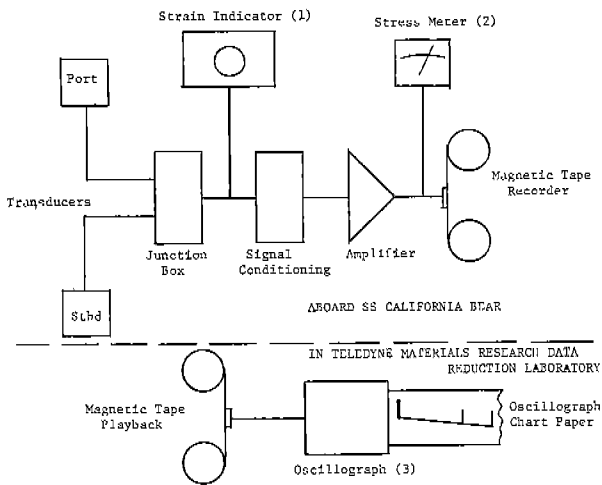 Strain Indicator (1)
Stress Meter (2)
Port
Transducers
Stbd
Junction
Box
Signal
Conditioning
Amplifier
Magnetic Tape
Recorder
ABOARD SS CALIFORNIA BEAR
IN TELEDYNE MATERIALS RESEARCH DATA
REDUCTION LABORATORY
Magnetic Tape
Playback
Oscillograph (3)
Oscillograph
Chart Paper